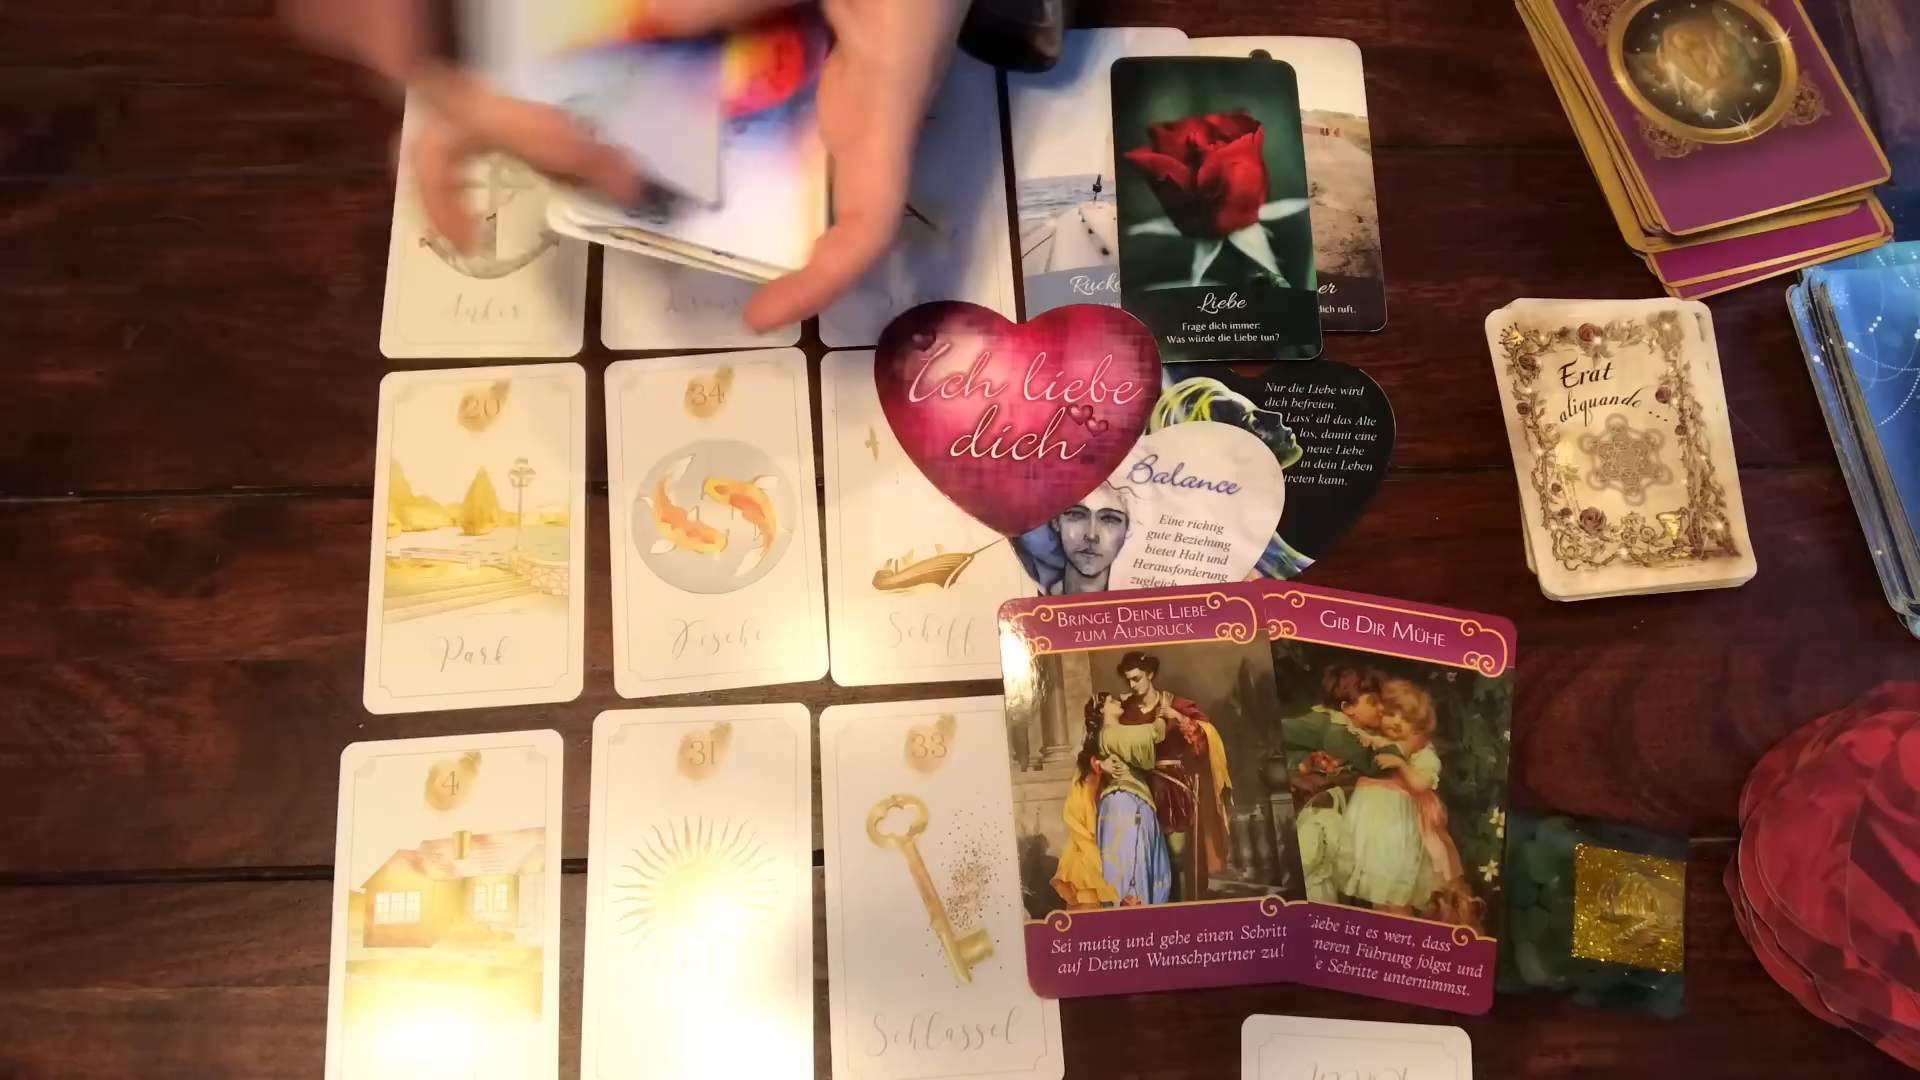 Anker
Liebe
Frage dich immer:
Was würde die Liebe tun?
dich ruft.
Ich liebe
dich
Nur die Liebe wird
dich befreien.
Lass' all das Alte
los, damit eine
neue Liebe
in dein Leben
treten kann.
Balance
Eine richtig
gute Beziehung
bietet Halt und
Herausforderung
zugleich
Erat
aliquando ...
20
Park
34
Fische
Schiff
4
31
33
Schlüssel
BRINGE DEINE LIEBE
ZUM AUSDRUCK
Sei mutig und gehe einen Schritt
auf Deinen Wunschpartner zu!
GIB DIR MÜHE
iebe ist es wert, dass
neren Führung folgst und
e Schritte unternimmst.